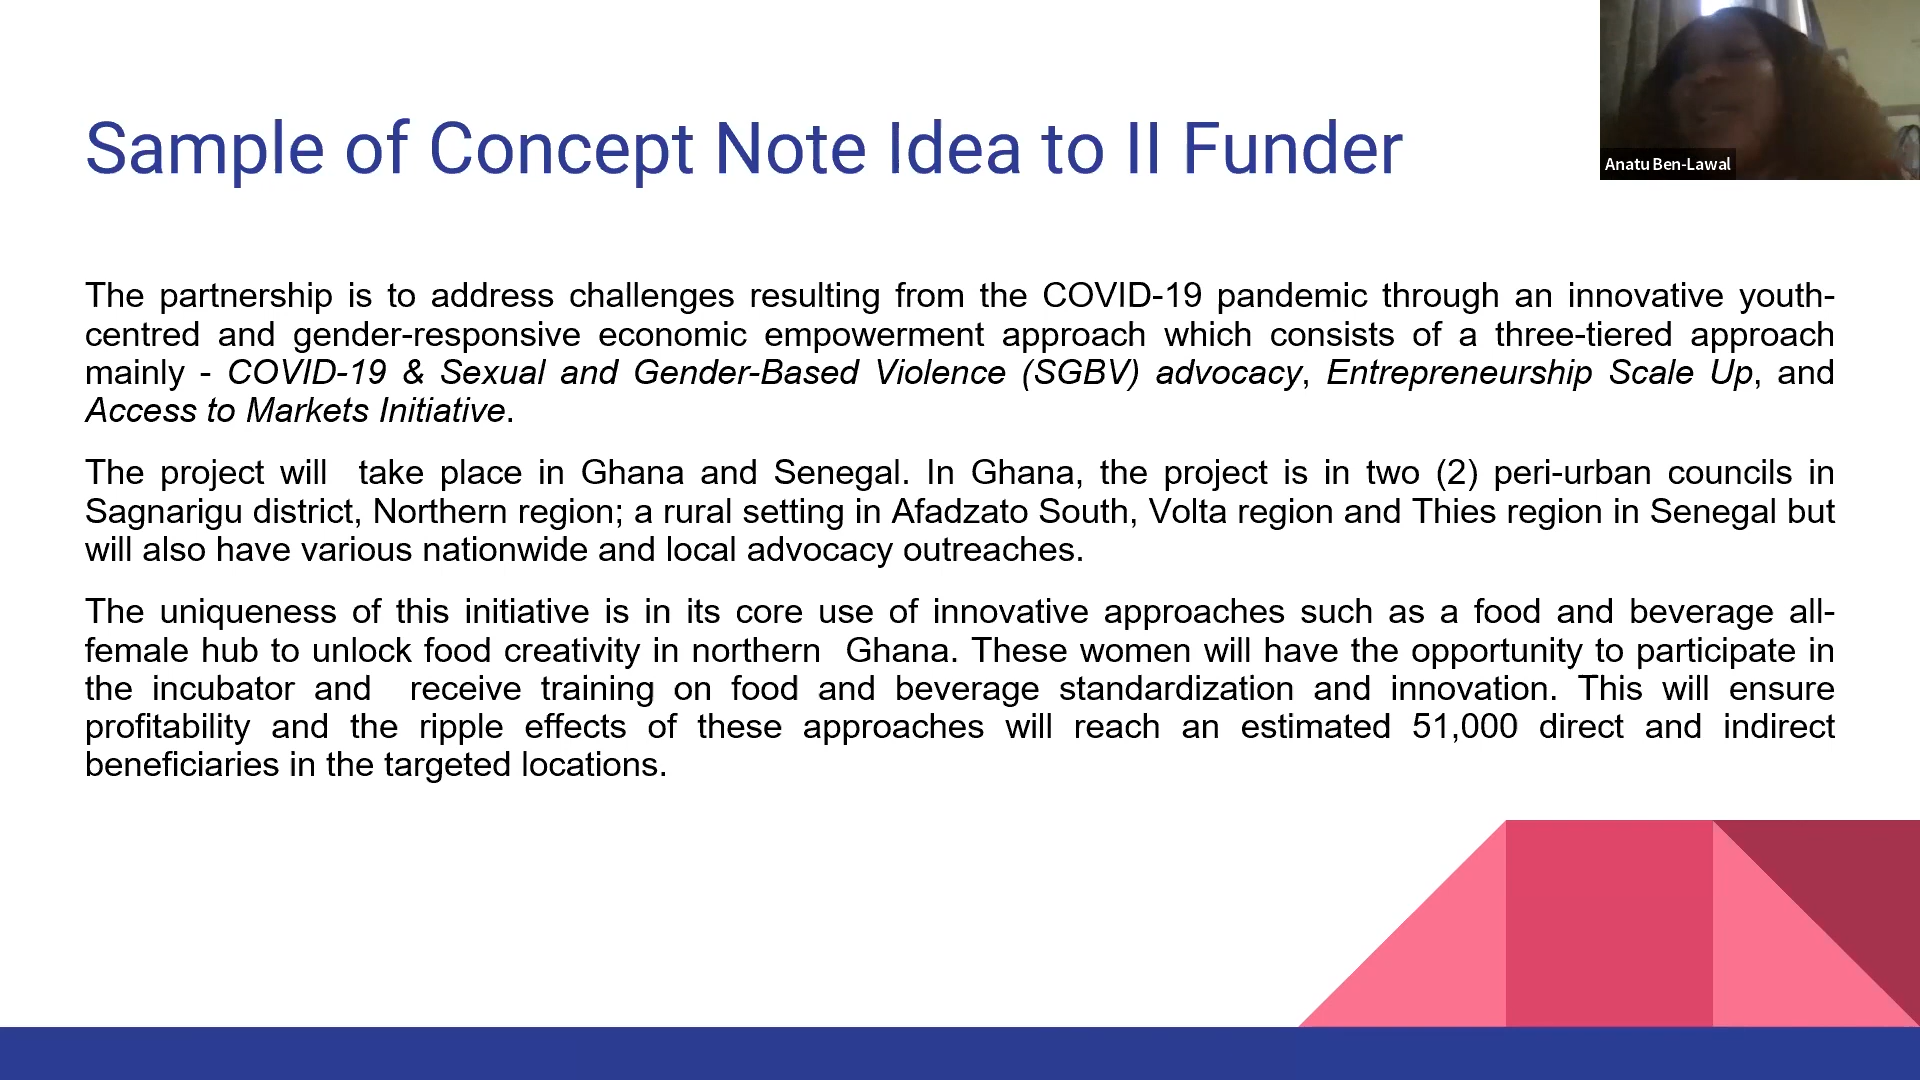 Sample of Concept Note Idea to II Funder
Anatu Ben-Lawal
The partnership is to address challenges resulting from the COVID-19 pandemic through an innovative youth-
centred and gender-responsive economic empowerment approach which consists of a three-tiered approach
mainly - COVID-19 & Sexual and Gender-Based Violence (SGBV) advocacy, Entrepreneurship Scale Up, and
Access to Markets Initiative.
The project will take place in Ghana and Senegal. In Ghana, the project is in two (2) peri-urban councils in
Sagnarigu district, Northern region; a rural setting in Afadzato South, Volta region and Thies region in Senegal but
will also have various nationwide and local advocacy outreaches.
The uniqueness of this initiative is in its core use of innovative approaches such as a food and beverage all-
female hub to unlock food creativity in northern Ghana. These women will have the opportunity to participate in
the incubator and receive training on food and beverage standardization and innovation. This will ensure
profitability and the ripple effects of these approaches will reach an estimated 51,000 direct and indirect
beneficiaries in the targeted locations.